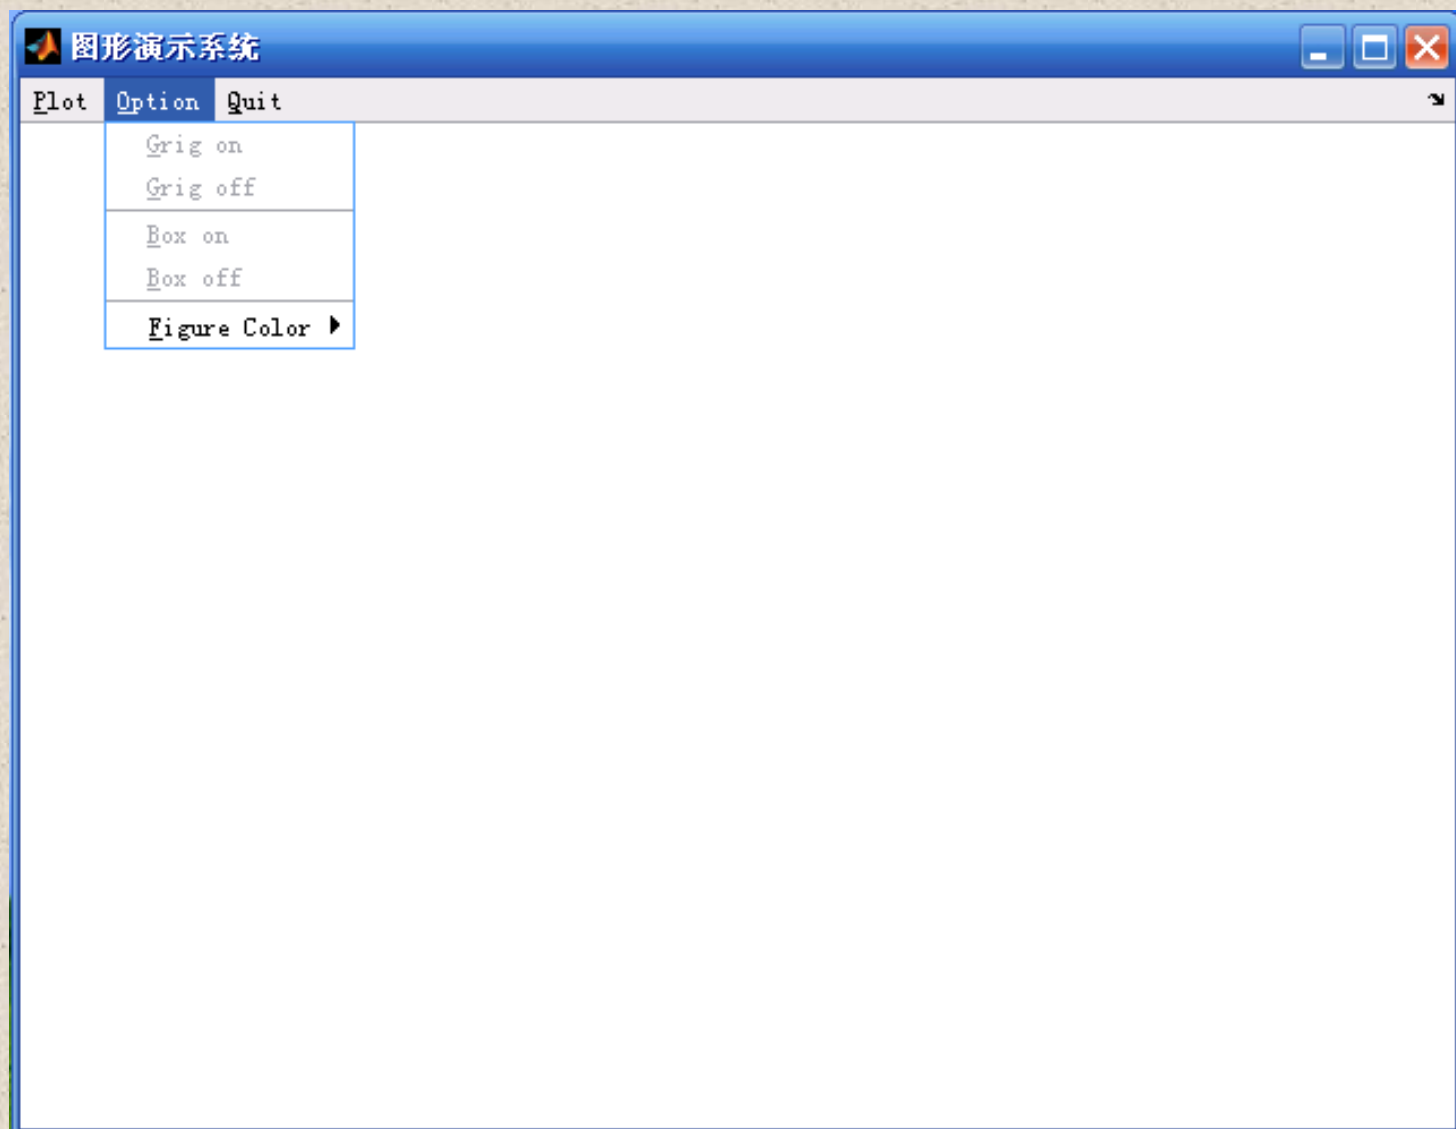 图形演示系统
Plot Option Quit
Grig on
Grig off
Box on
Box off
Figure Color